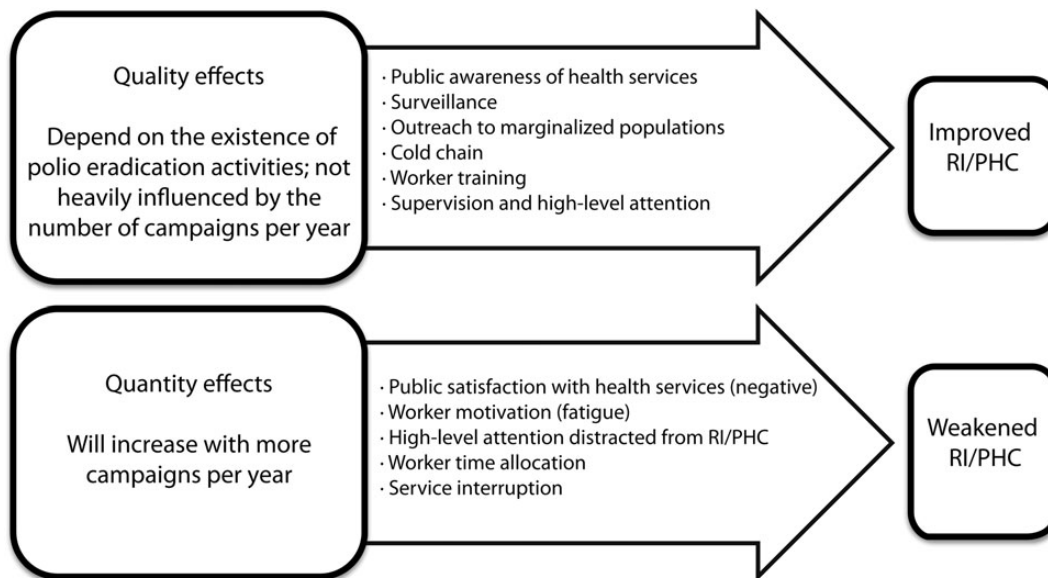 Quality effects
Depend on the existence of
polio eradication activities; not
heavily influenced by the
number of campaigns per year
· Public awareness of health services
· Surveillance
· Outreach to marginalized populations
· Cold chain
· Worker training
· Supervision and high-level attention
Improved
RI/PHC
Quantity effects
Will increase with more
campaigns per year
· Public satisfaction with health services (negative)
· Worker motivation (fatigue)
· High-level attention distracted from RI/PHC
· Worker time allocation
· Service interruption
Weakened
RI/PHC